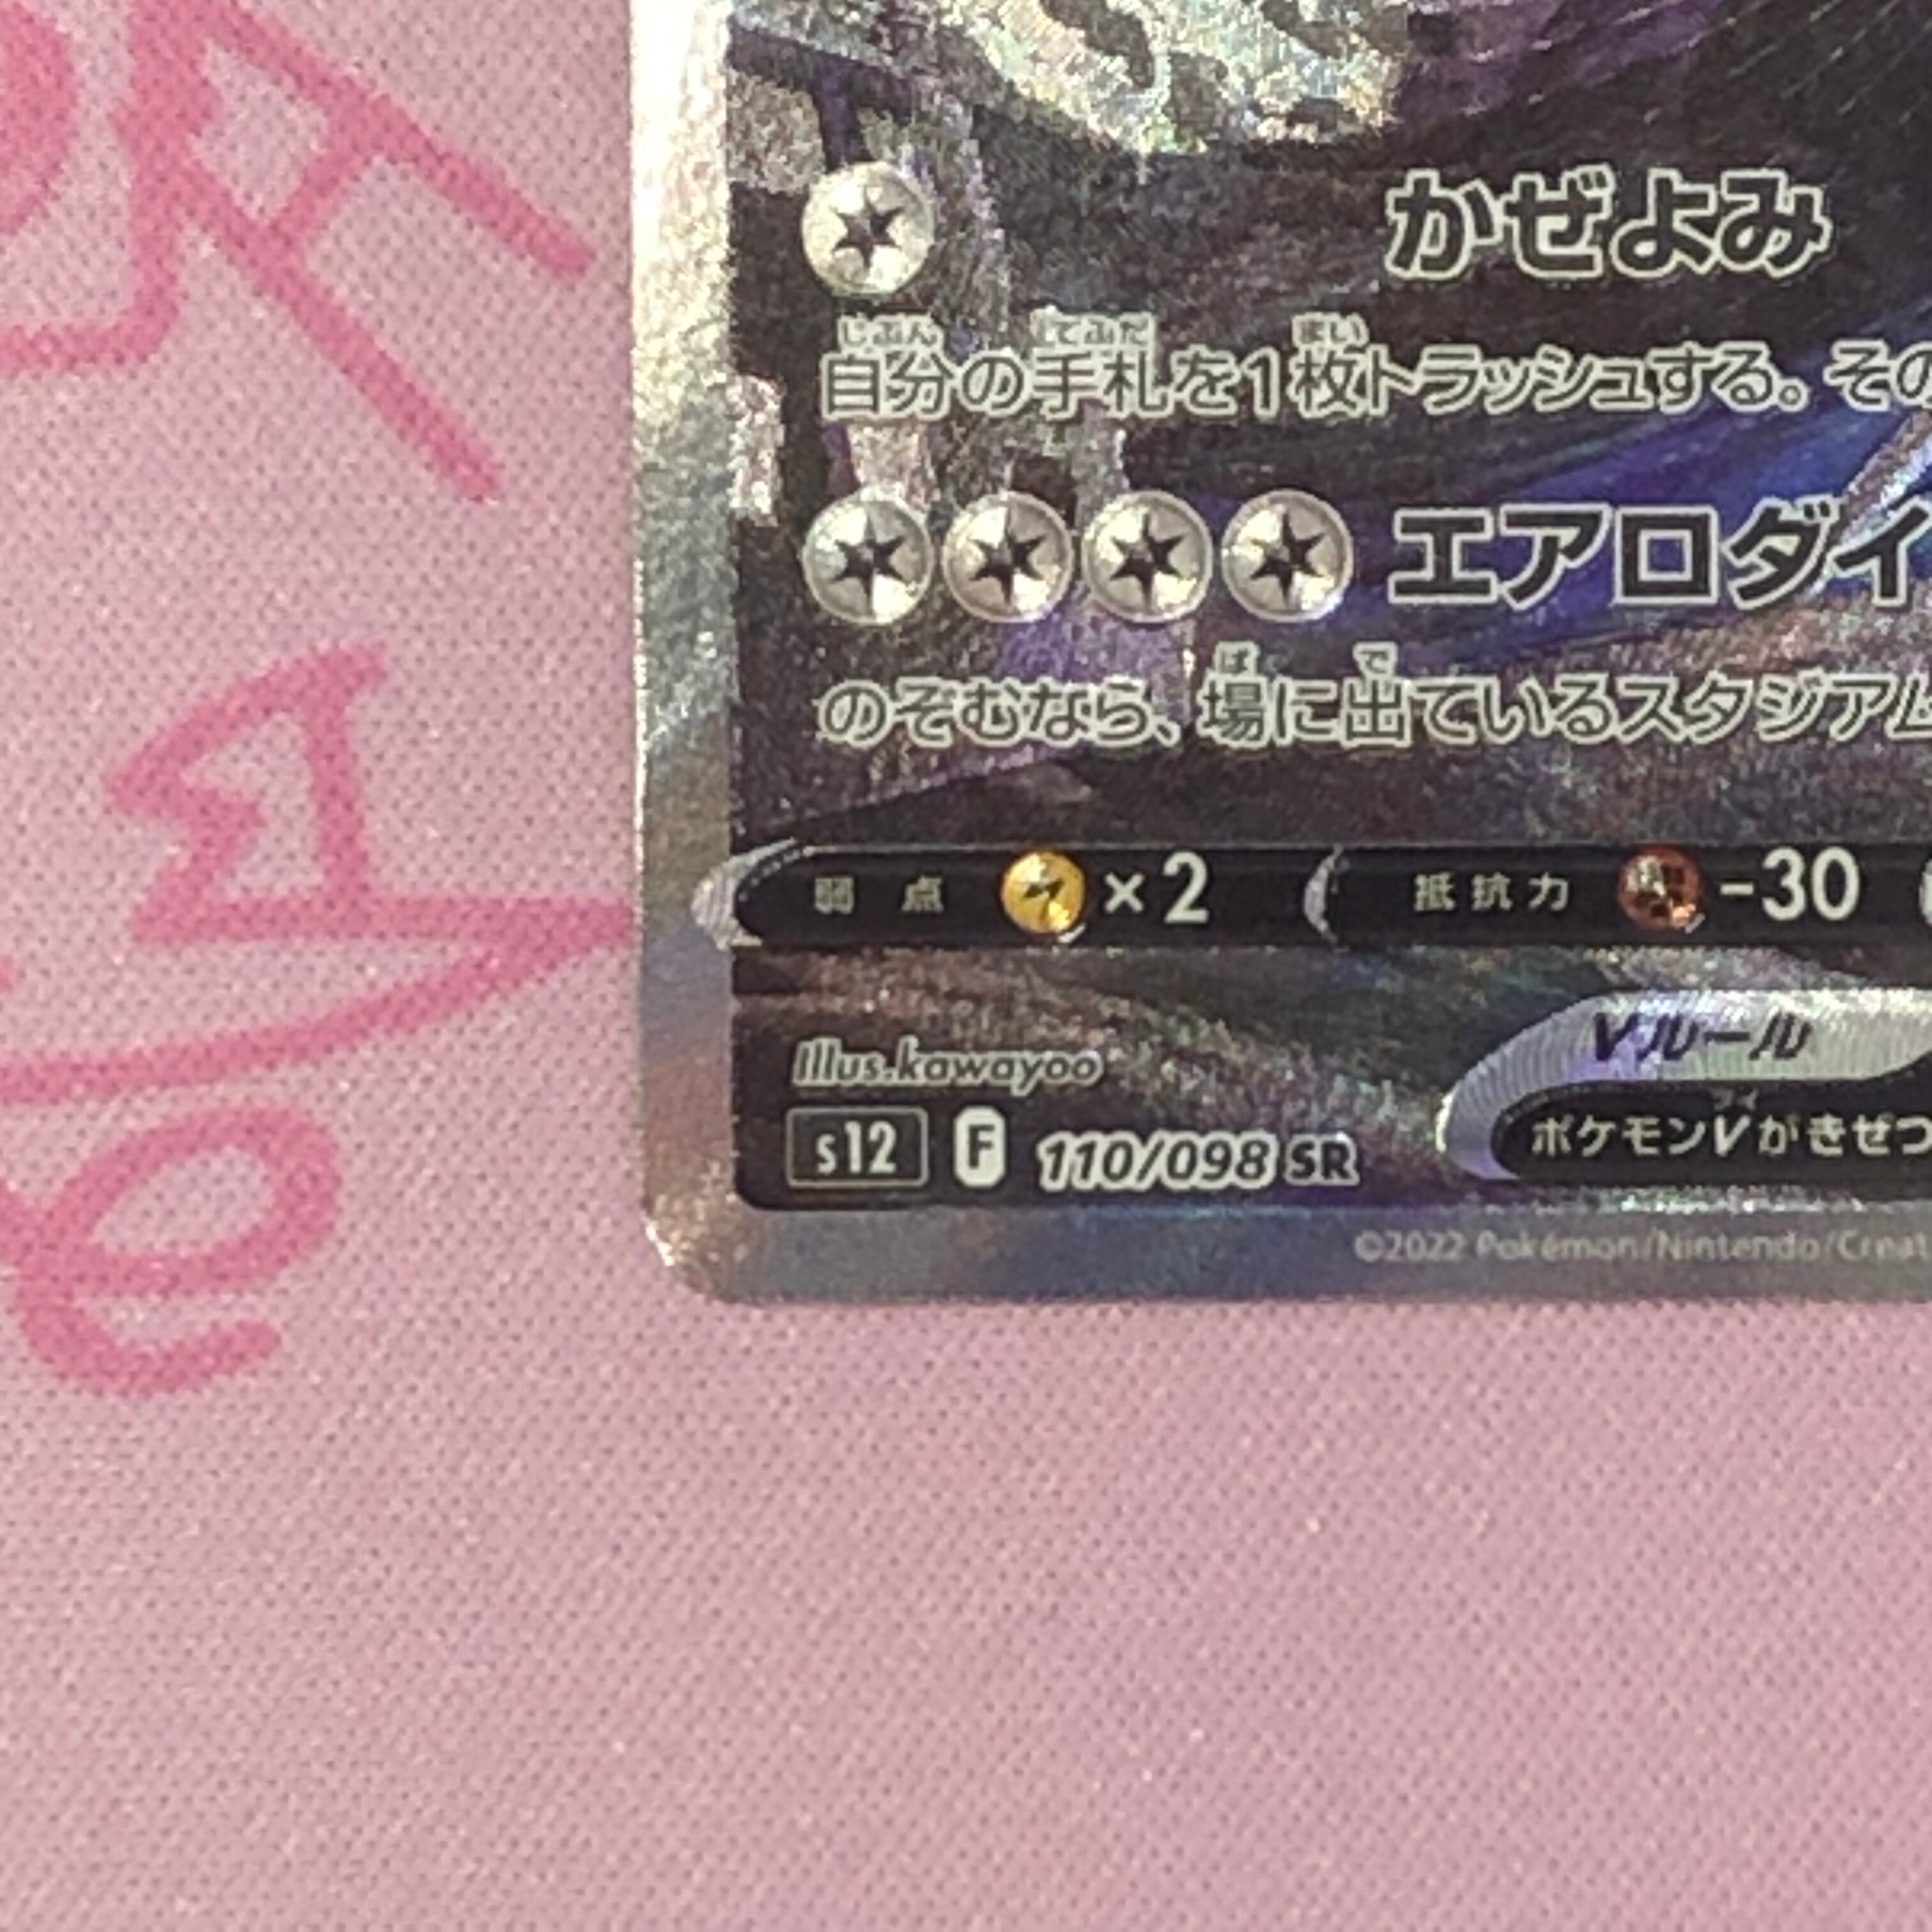 かぜよみ
じぶん てふだ まい
自分の手札を1枚トラッシュする。その
エアロダイ
ば で
のぞむなら、場に出ているスタジアム
弱点 ×2 抵抗力 -30
Vルール
Illus.kawayoo
ポケモンVがきぜつ
s12 F 110/098 SR
©2022 Pokémon/Nintendo/Creat